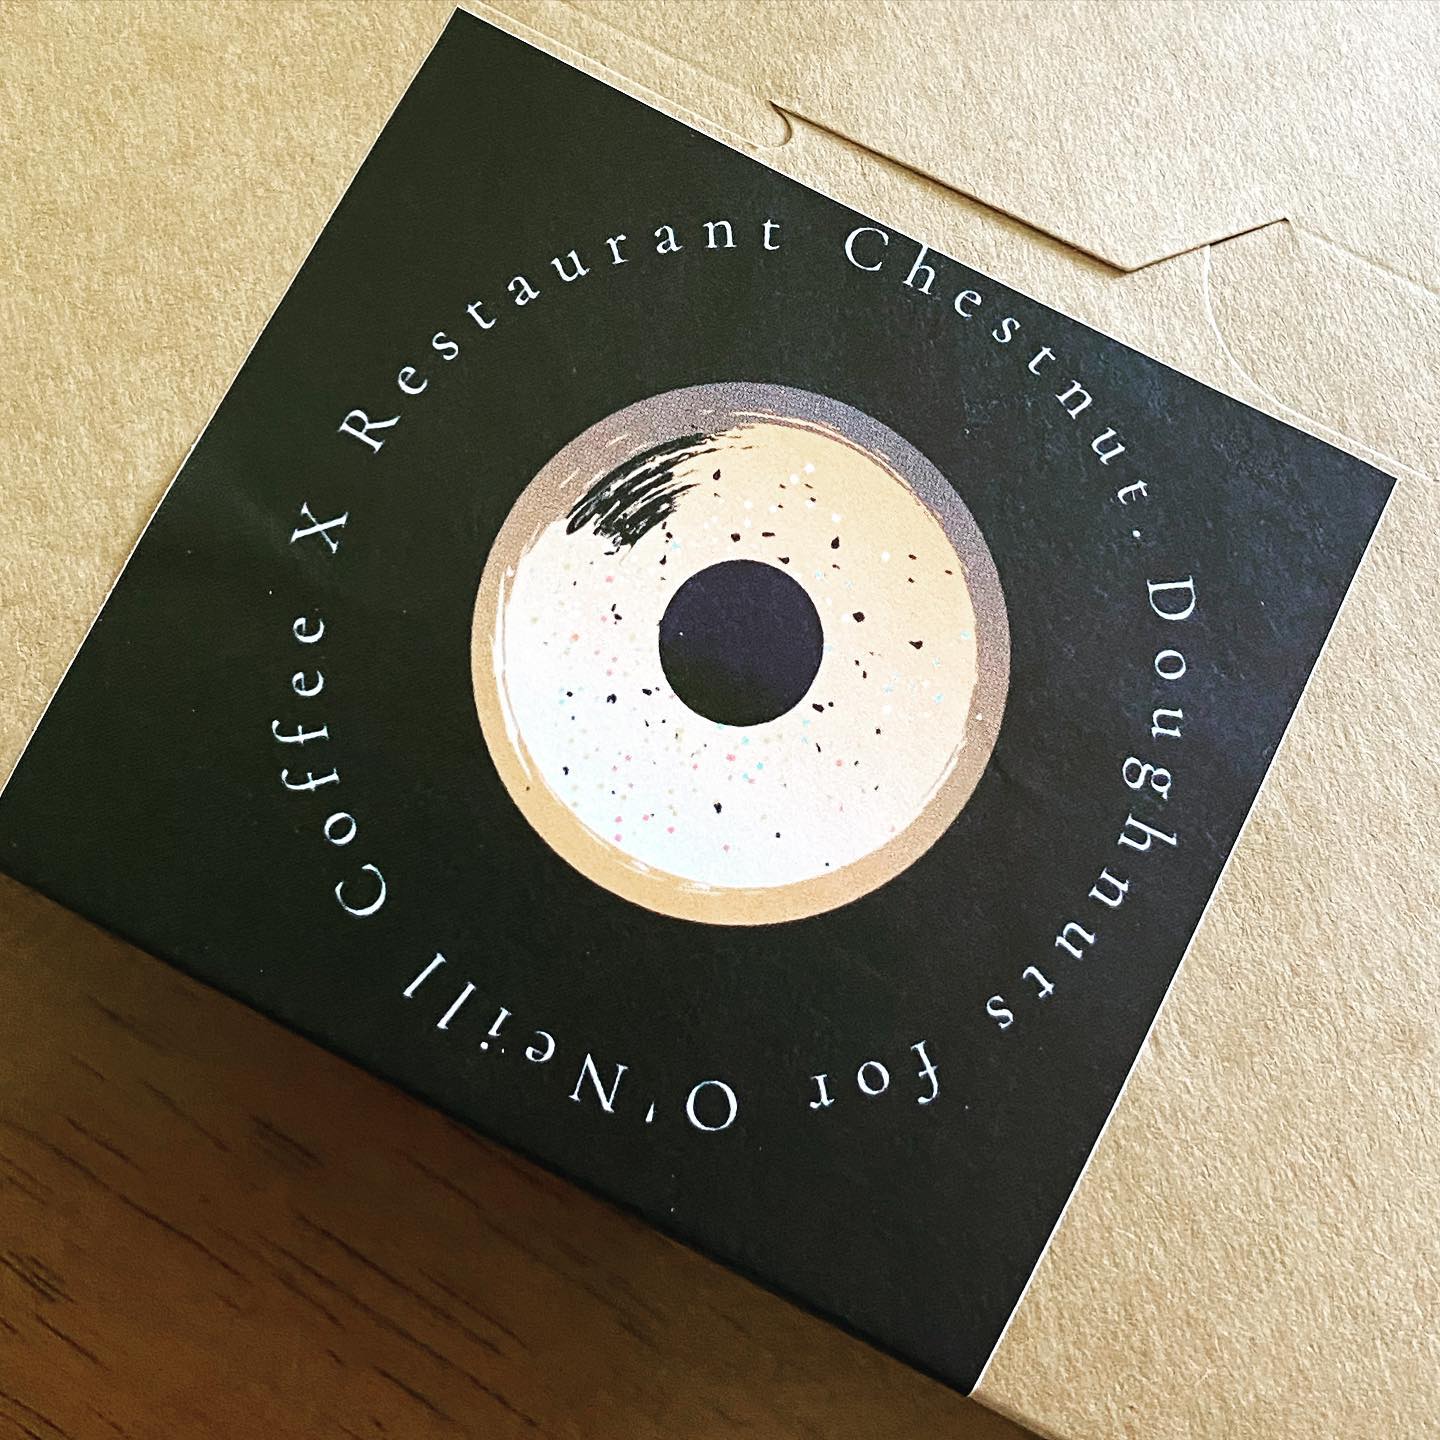 O'Neill Coffee X Restaurant Chestnut. Doughnuts for